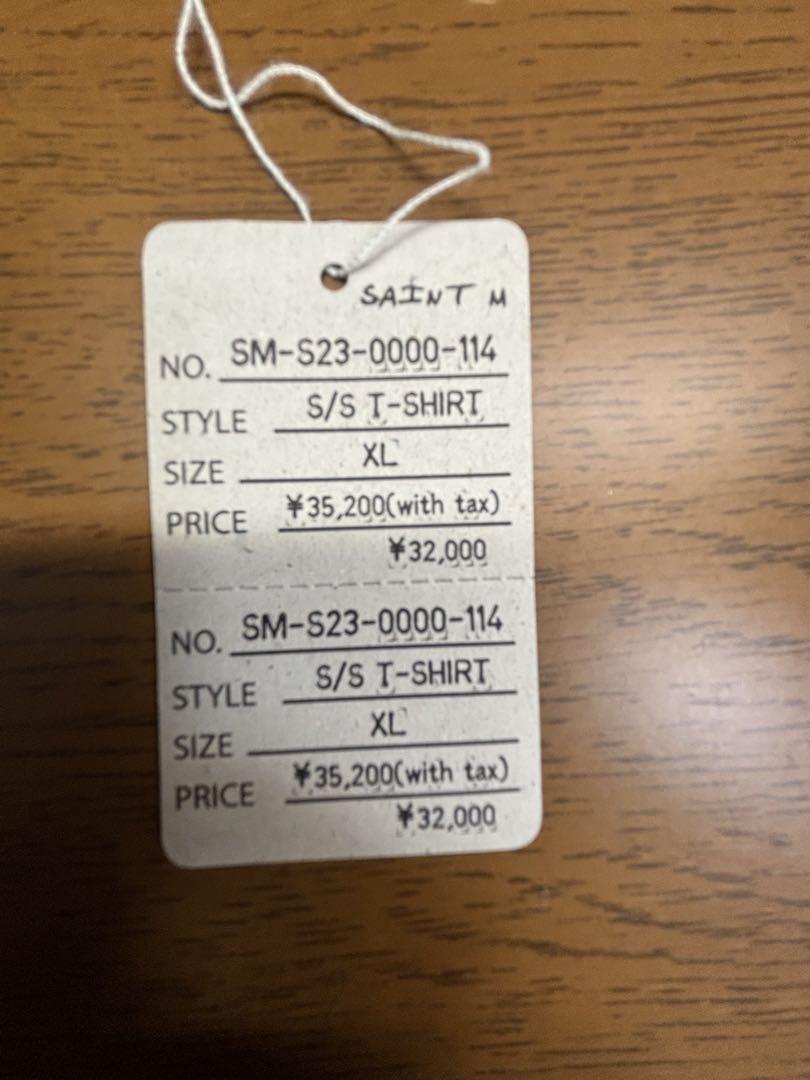 SAINT M
NO. SM-S23-0000-114
STYLE S/S T-SHIRT
SIZE XL
PRICE ¥35,200(with tax)
¥32,000
NO. SM-S23-0000-114
STYLE S/S T-SHIRT
SIZE XL
PRICE ¥35,200(with tax)
¥32,000